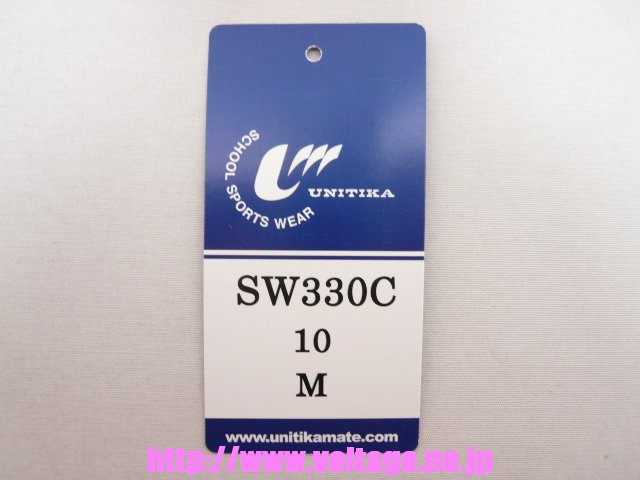 SCHOOL SPORTS WEAR
UNITIKA
SW330C
10
M
www.unitikamate.com
http://www.voltage.ne.jp